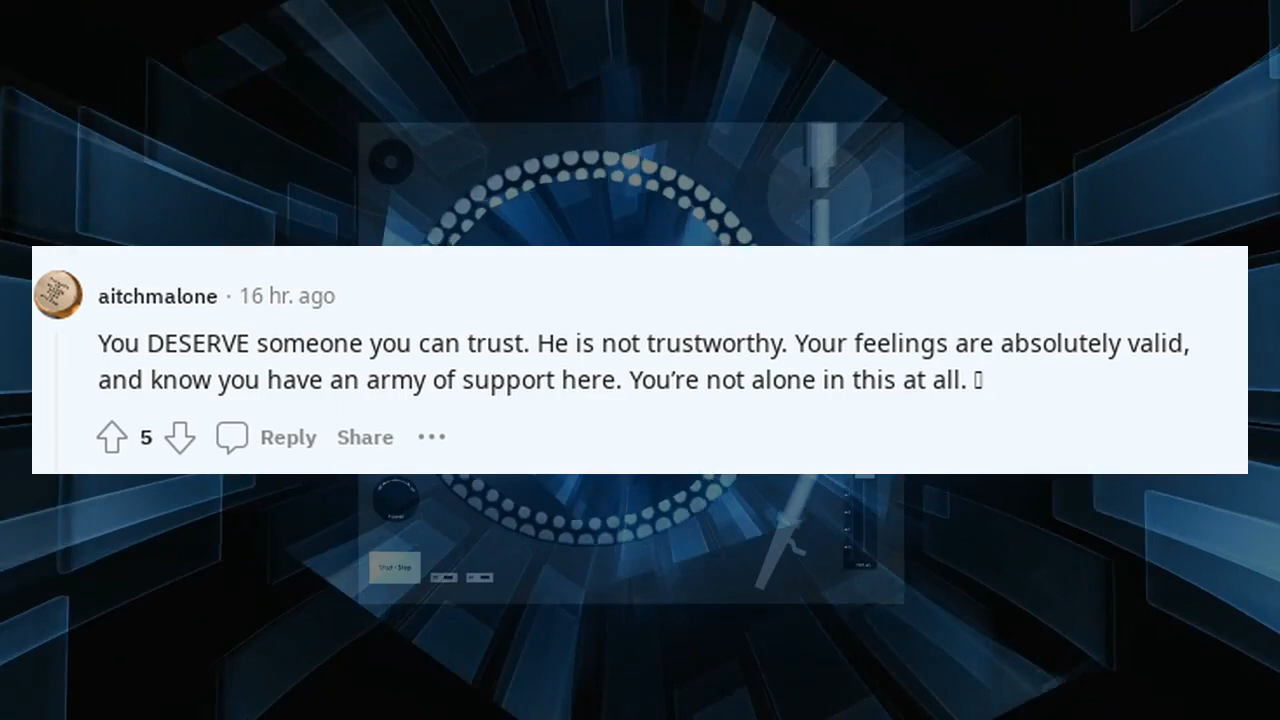 aitchmalone · 16 hr. ago
You DESERVE someone you can trust. He is not trustworthy. Your feelings are absolutely valid,
and know you have an army of support here. You’re not alone in this at all. ▯
5 Reply Share •••
Start · Stop